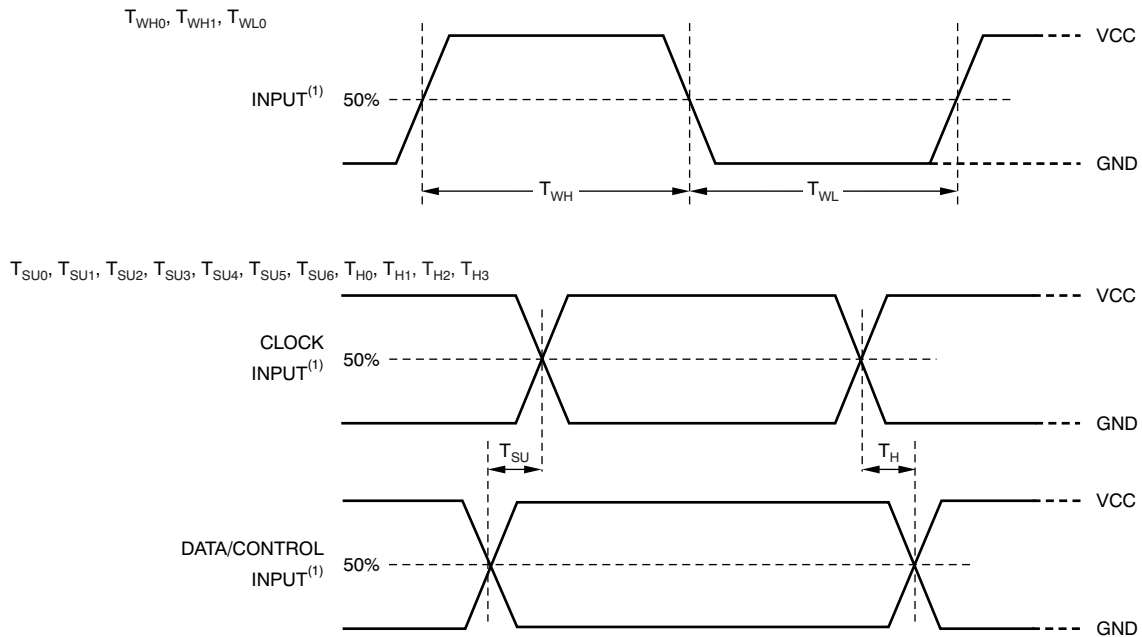 TWH0, TWH1, TWL0
VCC
INPUT(1) 50%
GND
TWH TWL
TSU0, TSU1, TSU2, TSU3, TSU4, TSU5, TSU6, TH0, TH1, TH2, TH3
VCC
CLOCK
INPUT(1) 50%
GND
TSU TH
VCC
DATA/CONTROL
INPUT(1) 50%
GND